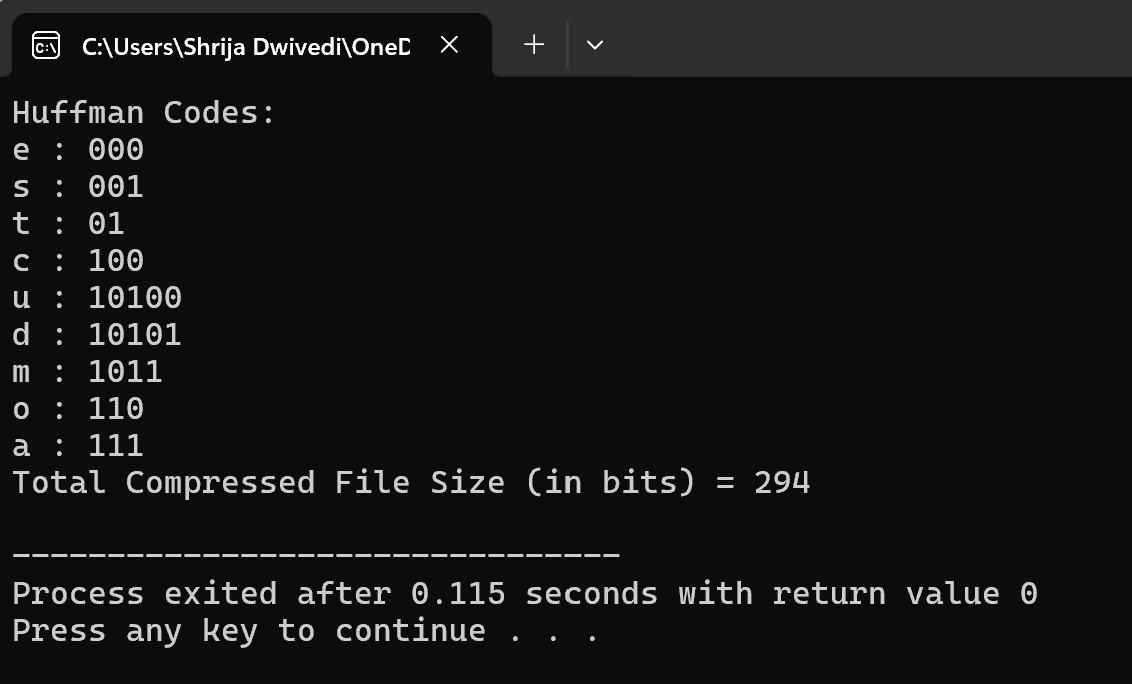 C:\Users\Shrija Dwivedi\OneD
Huffman Codes:
e : 000
s : 001
t : 01
c : 100
u : 10100
d : 10101
m : 1011
o : 110
a : 111
Total Compressed File Size (in bits) = 294
--------------------------------
Process exited after 0.115 seconds with return value 0
Press any key to continue . . .